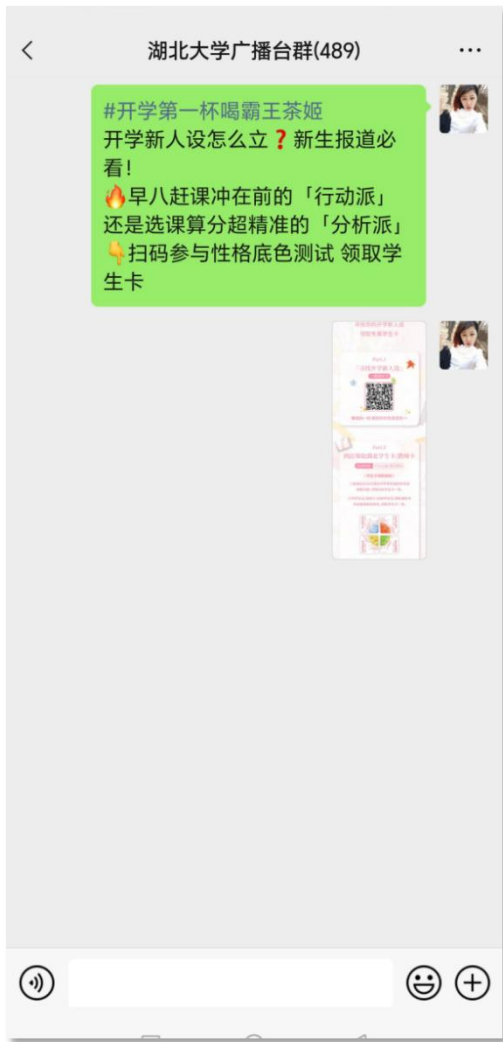 湖北大学广播台群(489)
#开学第一杯喝霸王茶姬
开学新人设怎么立❓新生报道必
看!
🔥早八赶课冲在前的「行动派」
还是选课算分超精准的「分析派」
👇扫码参与性格底色测试 领取学
生卡